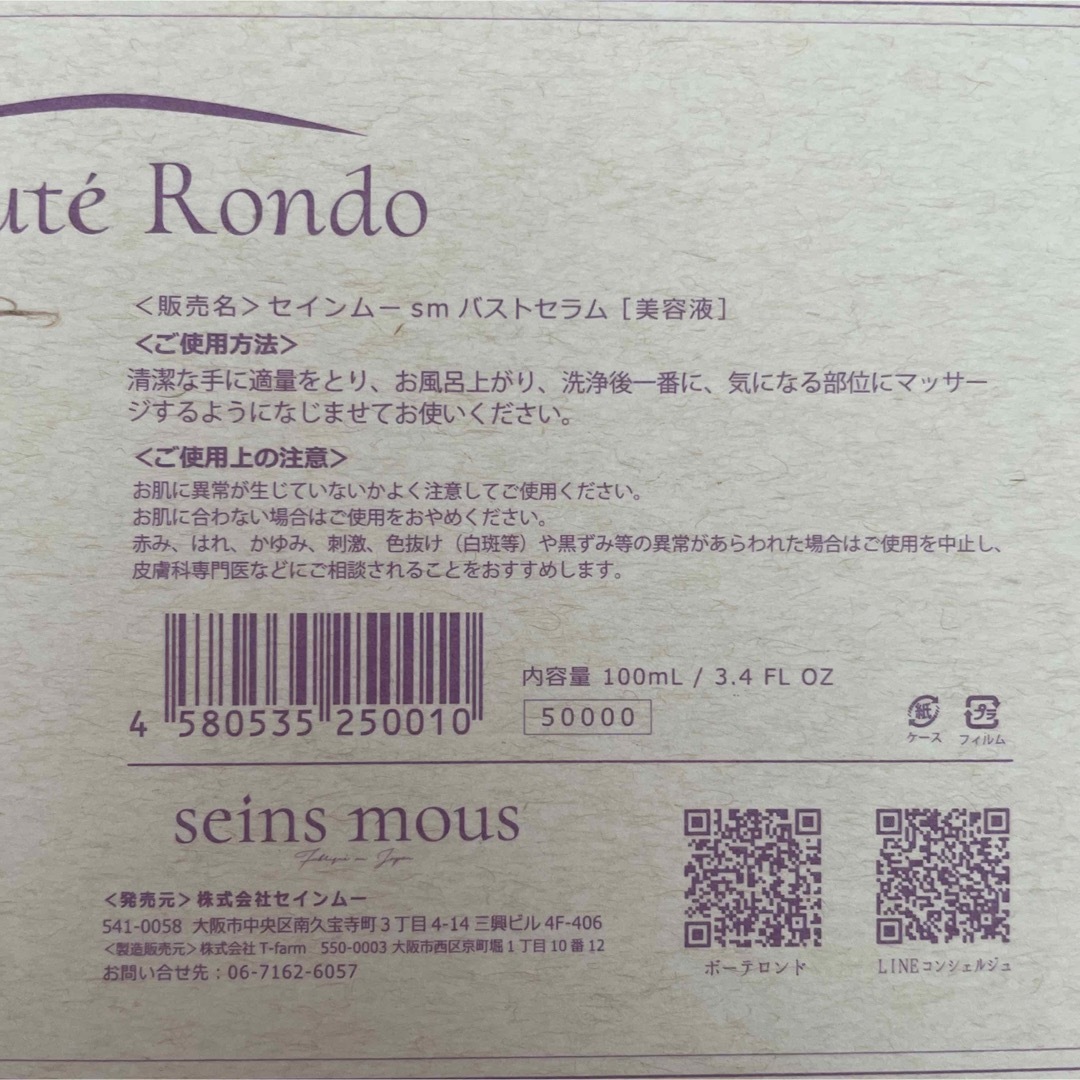 uté Rondo
＜販売名＞セインムー sm バストセラム［美容液］
＜ご使用方法＞
清潔な手に適量をとり、お風呂上がり、洗浄後一番に、気になる部位にマッサー
ジするようになじませてお使いください。
＜ご使用上の注意＞
お肌に異常が生じていないかよく注意してご使用ください。
お肌に合わない場合はご使用をおやめください。
赤み、はれ、かゆみ、刺激、色抜け（白斑等）や黒ずみ等の異常があらわれた場合はご使用を中止し、
皮膚科専門医などにご相談されることをおすすめします。
4 580535 250010
内容量 100mL / 3.4 FL OZ
50000
紙 プラ
ケース フィルム
seins mous
＜発売元＞株式会社セインムー
541-0058 大阪市中央区南久宝寺町3丁目4-14 三興ビル4F-406
＜製造販売元＞株式会社 T-farm 550-0003 大阪市西区京町堀1丁目10番12
お問い合せ先：06-7162-6057
ボーテロンド
LINEコンシェルジュ